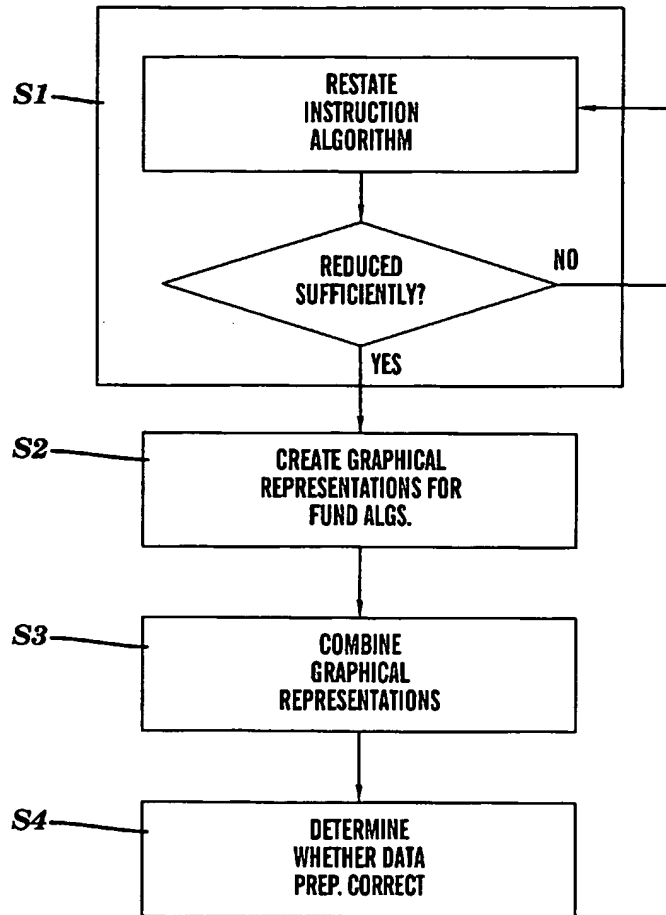 S1
RESTATE
INSTRUCTION
ALGORITHM
REDUCED
SUFFICIENTLY?
NO
YES
S2
CREATE GRAPHICAL
REPRESENTATIONS FOR
FUND ALGS.
S3
COMBINE
GRAPHICAL
REPRESENTATIONS
S4
DETERMINE
WHETHER DATA
PREP. CORRECT